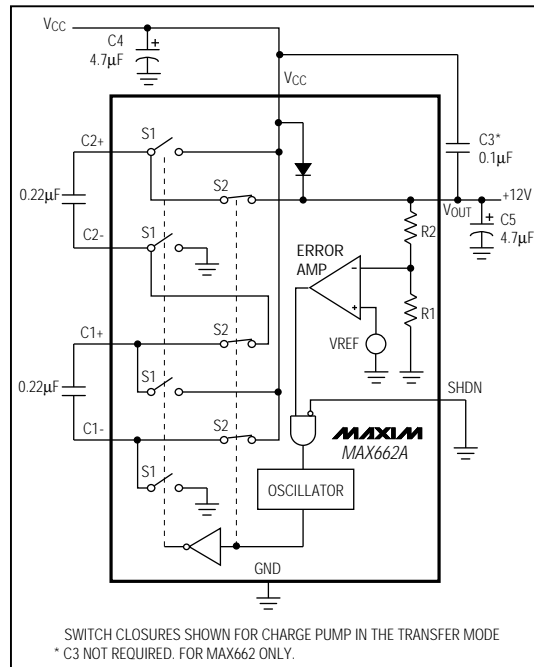 VCC
C4
4.7µF
+
VCC
C3*
0.1µF
C2+
S1
0.22µF
S2
+12V
VOUT
+
C5
4.7µF
C2-
S1
ERROR
AMP
R2
-
+
R1
VREF
C1+
S2
0.22µF
S1
SHDN
C1-
S2
MAXIM
MAX662A
S1
OSCILLATOR
GND
SWITCH CLOSURES SHOWN FOR CHARGE PUMP IN THE TRANSFER MODE
* C3 NOT REQUIRED. FOR MAX662 ONLY.